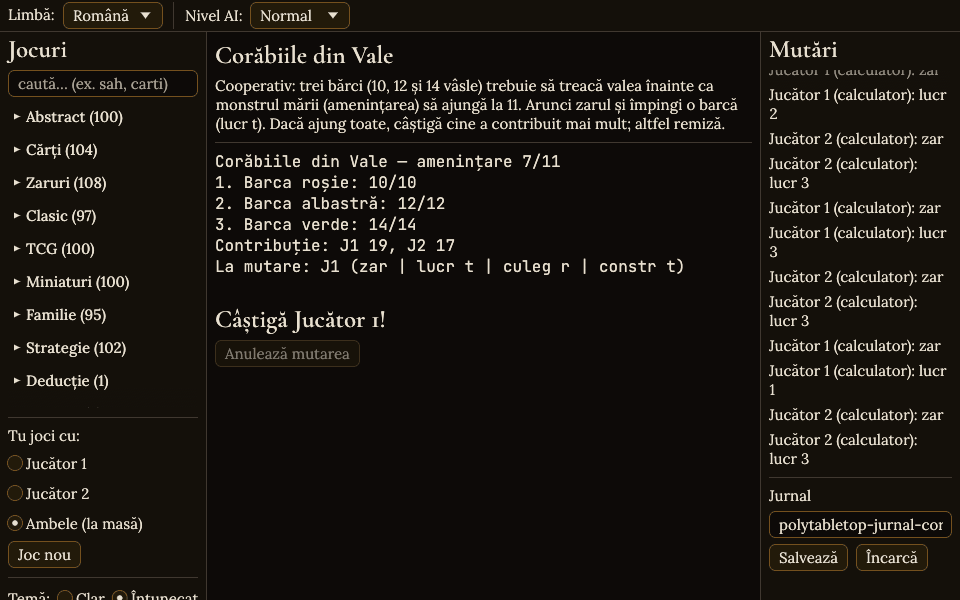 Limbă: Română ▼ Nivel AI: Normal ▼
Jocuri
caută... (ex. sah, carti)
▸ Abstract (100)
▸ Cărți (104)
▸ Zaruri (108)
▸ Clasic (97)
▸ TCG (100)
▸ Miniaturi (100)
▸ Familie (95)
▸ Strategie (102)
▸ Deducție (1)
Tu joci cu:
Jucător 1
Jucător 2
Ambele (la masă)
Joc nou
Temă: Clar Întunecat
Corăbiile din Vale
Cooperativ: trei bărci (10, 12 și 14 vâsle) trebuie să treacă valea înainte ca
monstrul mării (amenințarea) să ajungă la 11. Arunci zarul și împingi o barcă
(lucr t). Dacă ajung toate, câștigă cine a contribuit mai mult; altfel remiză.
Corăbiile din Vale — amenințare 7/11
1. Barca roșie: 10/10
2. Barca albastră: 12/12
3. Barca verde: 14/14
Contribuție: J1 19, J2 17
La mutare: J1 (zar | lucr t | culeg r | constr t)
Câștigă Jucător 1!
Anulează mutarea
Mutări
Jucător 1 (calculator): zar
Jucător 1 (calculator): lucr
2
Jucător 2 (calculator): zar
Jucător 2 (calculator):
lucr 3
Jucător 1 (calculator): zar
Jucător 1 (calculator): lucr
3
Jucător 2 (calculator): zar
Jucător 2 (calculator):
lucr 3
Jucător 1 (calculator): zar
Jucător 1 (calculator): lucr
1
Jucător 2 (calculator): zar
Jucător 2 (calculator):
lucr 3
Jurnal
polytabletop-jurnal-cor
Salvează Încarcă